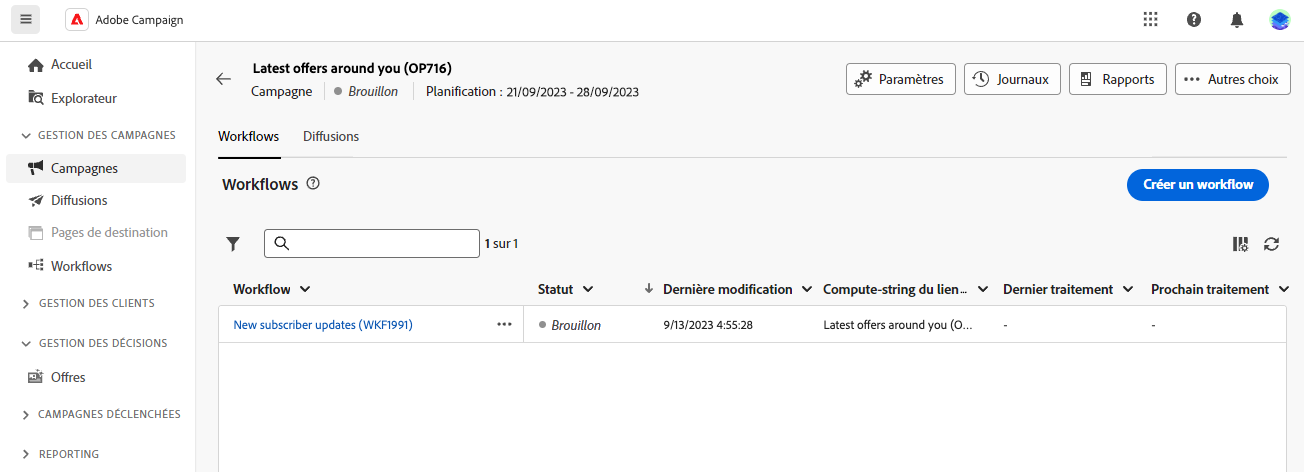 Adobe Campaign
Accueil
Explorateur
GESTION DES CAMPAGNES
Campagnes
Diffusions
Pages de destination
Workflows
GESTION DES CLIENTS
GESTION DES DÉCISIONS
Offres
CAMPAGNES DÉCLENCHÉES
REPORTING
Latest offers around you (OP716)
Campagne Brouillon Planification : 21/09/2023 - 28/09/2023
Paramètres Journaux Rapports Autres choix
Workflows Diffusions
Workflows
Créer un workflow
1 sur 1
Workflow Statut Dernière modification Compute-string du lien... Dernier traitement Prochain traitement
New subscriber updates (WKF1991) Brouillon 9/13/2023 4:55:28 Latest offers around you (O... - -